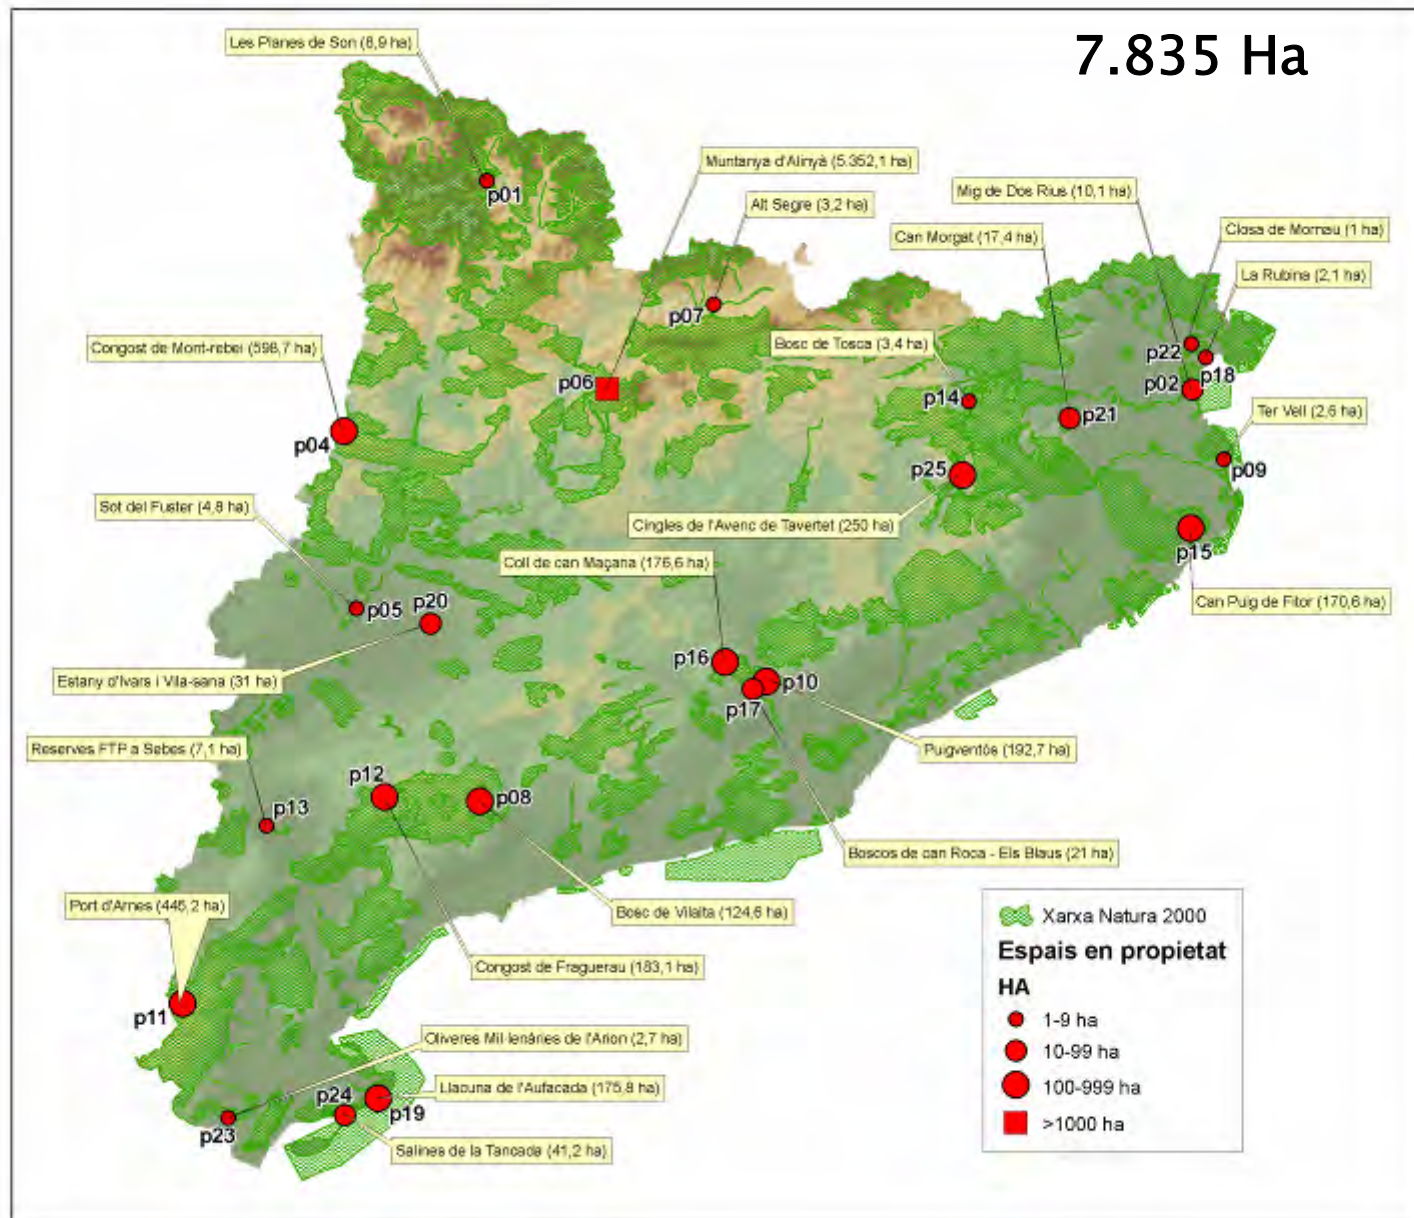 7.835 Ha
Les Planes de Son (6,9 ha)
p01
Muntanya d'Alinyà (5.352,1 ha)
Mig de Dos Rius (10,1 ha)
Alt Segre (3,2 ha)
Closa de Mornau (1 ha)
Can Morgat (17,4 ha)
La Rubina (2,1 ha)
p07
Congost de Mont-rebei (598,7 ha)
Bosc de Tosca (3,4 ha)
p22
p18
p06
p02
p14
p21
Ter Vell (2,6 ha)
p04
p25
p09
Sot del Fuster (4,8 ha)
Cingles de l'Avenc de Tavertet (250 ha)
p15
Coll de can Maçana (176,6 ha)
p05
p20
Can Puig de Fitor (170,6 ha)
p16
Estany d'Ivars i Vila-sana (31 ha)
p10
p17
Reserves FTP a Sebes (7,1 ha)
Puigventós (192,7 ha)
p12
p08
p13
Boscos de can Roca - Els Blaus (21 ha)
Port d'Arnes (445,2 ha)
Bosc de Vilalta (124,6 ha)
Xarxa Natura 2000
Espais en propietat
Congost de Fraguerau (183,1 ha)
HA
p11
1-9 ha
Oliveres Mil·lenàries de l'Arion (2,7 ha)
10-99 ha
Llacuna de l'Aufacada (175,8 ha)
100-999 ha
p24
p19
>1000 ha
p23
Salines de la Tancada (41,2 ha)